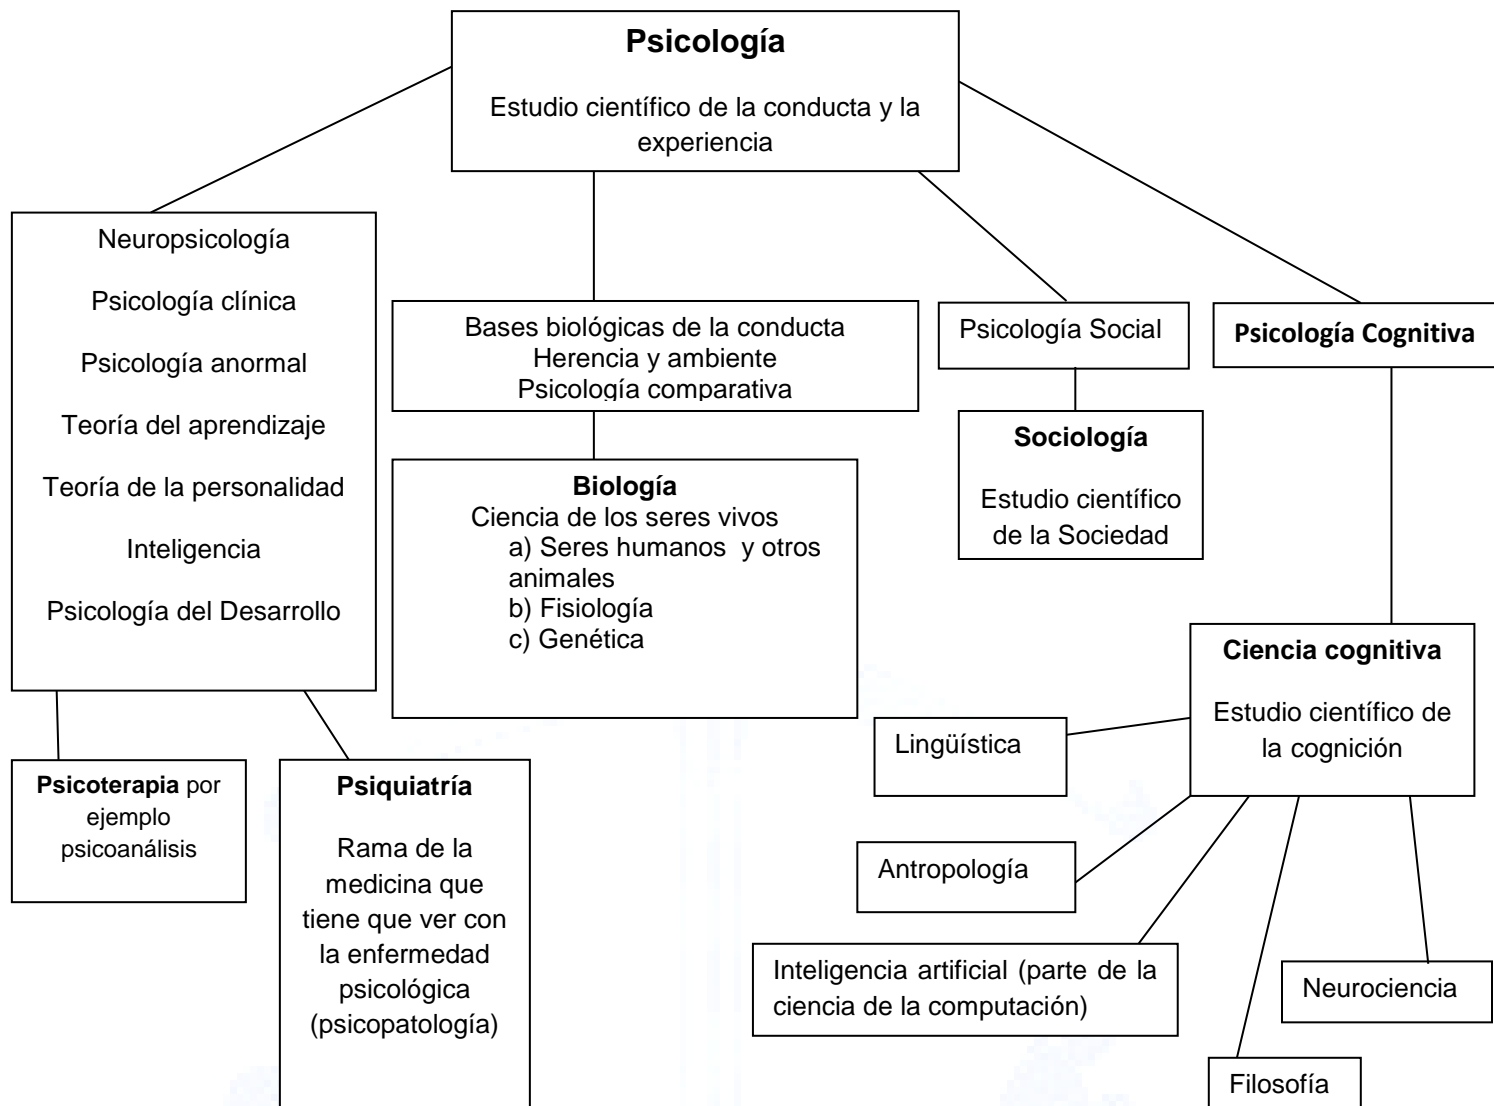 Psicología
Estudio científico de la conducta y la
experiencia
Neuropsicología
Psicología clínica
Psicología anormal
Teoría del aprendizaje
Teoría de la personalidad
Inteligencia
Psicología del Desarrollo
Bases biológicas de la conducta
Herencia y ambiente
Psicología comparativa
Psicología Social
Psicología Cognitiva
Biología
Ciencia de los seres vivos
a) Seres humanos y otros
animales
b) Fisiología
c) Genética
Sociología
Estudio científico
de la Sociedad
Ciencia cognitiva
Estudio científico de
la cognición
Psicoterapia por
ejemplo
psicoanálisis
Psiquiatría
Rama de la
medicina que
tiene que ver con
la enfermedad
psicológica
(psicopatología)
Lingüística
Antropología
Inteligencia artificial (parte de la
ciencia de la computación)
Neurociencia
Filosofía